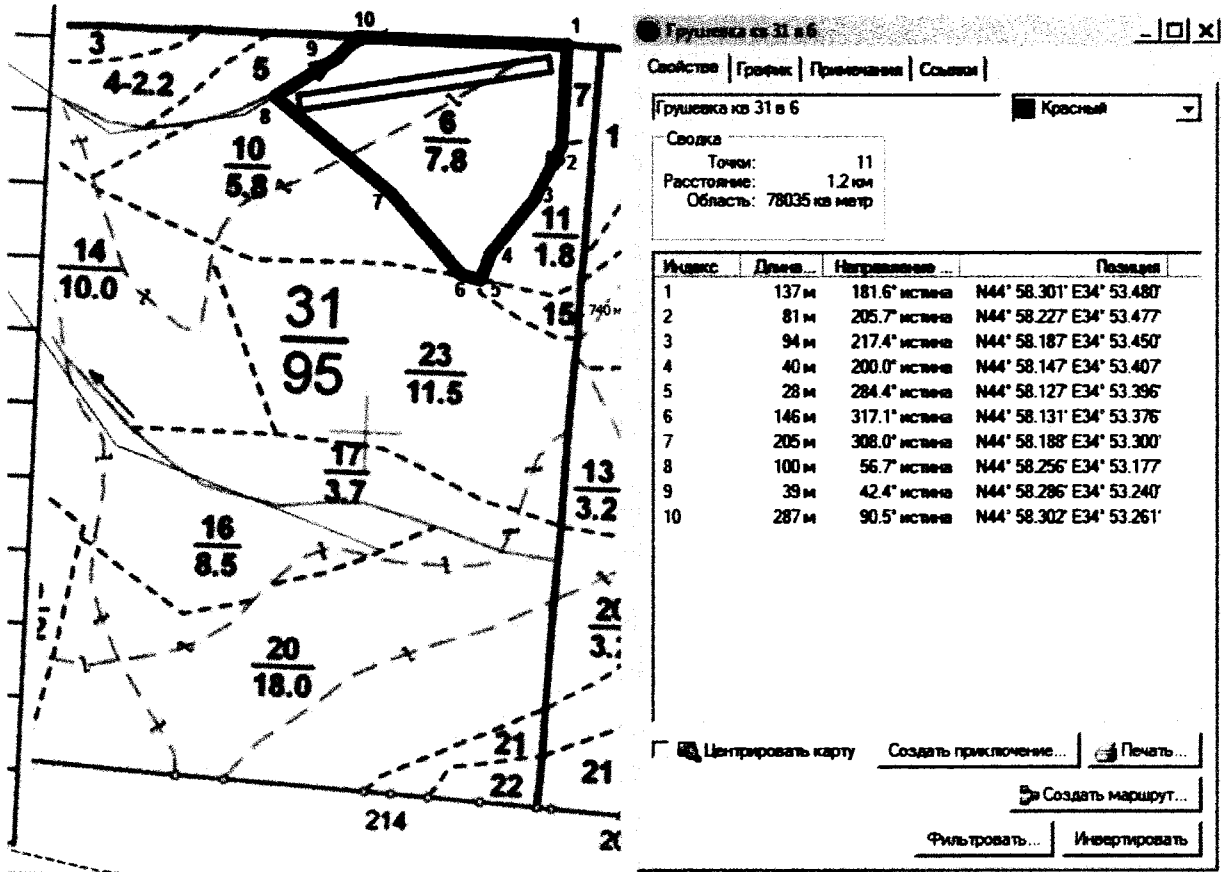 10
1
3
9
4-2.2
5
7
8
6
7.8
1
10
5.8
2
7
3
11
1.8
14
10.0
4
6
5
31
95
15
740 м
23
11.5
17
3.7
13
3.2
16
8.5
20
18.0
21
22
21
214
Грушевка кв 31 в 6
Свойства График Примечания Ссылки
Грушевка кв 31 в 6 Красный
Сводка
Точки: 11
Расстояние: 1.2 км
Область: 78035 кв метр
Индекс Длина... Направление ... Позиция
1 137 м 181.6° истина N44° 58.301' E34° 53.480'
2 81 м 205.7° истина N44° 58.227' E34° 53.477'
3 94 м 217.4° истина N44° 58.187' E34° 53.450'
4 40 м 200.0° истина N44° 58.147' E34° 53.407'
5 28 м 284.4° истина N44° 58.127' E34° 53.396'
6 146 м 317.1° истина N44° 58.131' E34° 53.376'
7 205 м 308.0° истина N44° 58.188' E34° 53.300'
8 100 м 56.7° истина N44° 58.256' E34° 53.177'
9 39 м 42.4° истина N44° 58.286' E34° 53.240'
10 287 м 90.5° истина N44° 58.302' E34° 53.261'
Центрировать карту Создать приключение... Печать...
Создать маршрут...
Фильтровать... Инвертировать